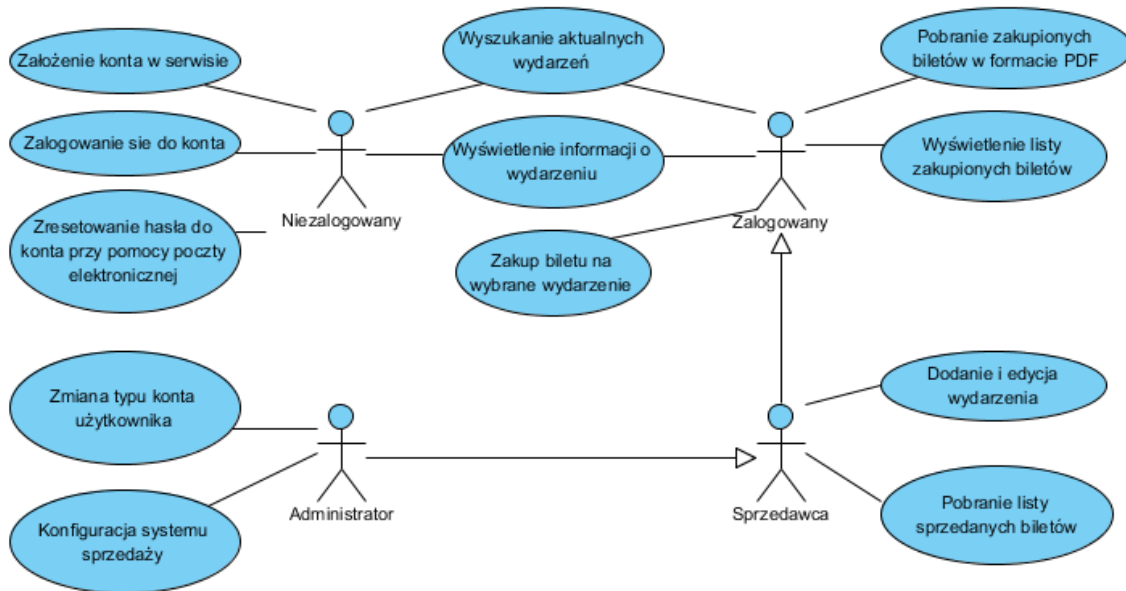 Założenie konta w serwisie
Wyszukanie aktualnych
wydarzeń
Pobranie zakupionych
biletów w formacie PDF
Zalogowanie sie do konta
Wyświetlenie informacji o
wydarzeniu
Wyświetlenie listy
zakupionych biletów
Niezalogowany
Zalogowany
Zresetowanie hasła do
konta przy pomocy poczty
elektronicznej
Zakup biletu na
wybrane wydarzenie
Zmiana typu konta
użytkownika
Dodanie i edycja
wydarzenia
Administrator
Sprzedawca
Konfiguracja systemu
sprzedaży
Pobranie listy
sprzedanych biletów